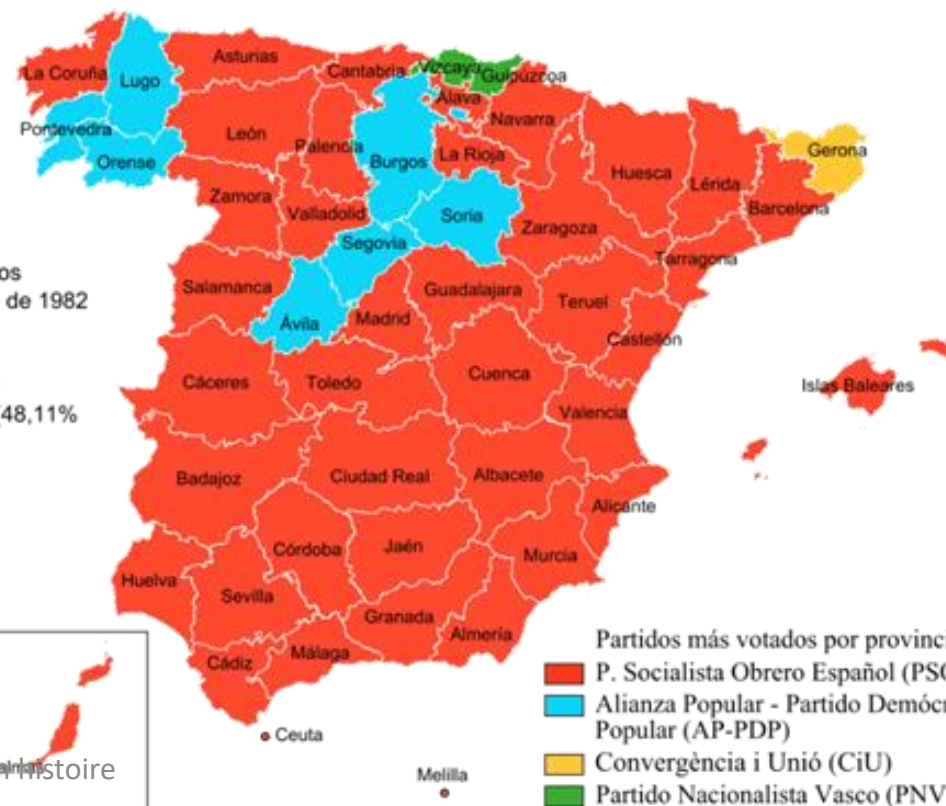 La Coruña
Lugo
Asturias
Cantabria
Vizcaya
Guipúzcoa
Álava
Navarra
Pontevedra
Orense
León
Palencia
Burgos
La Rioja
Huesca
Lérida
Gerona
Barcelona
Zamora
Valladolid
Soria
Zaragoza
Segovia
Tarragona
os
de 1982
Salamanca
Ávila
Madrid
Guadalajara
Teruel
Castellón
Cáceres
Toledo
Cuenca
Islas Baleares
48,11%
Valencia
Badajoz
Ciudad Real
Albacete
Alicante
Córdoba
Jaén
Murcia
Huelva
Sevilla
Granada
Almería
Málaga
Cádiz
Ceuta
Melilla
histoire
Partidos más votados por provinci
P. Socialista Obrero Español (PSO
Alianza Popular - Partido Demócr
Popular (AP-PDP)
Convergència i Unió (CiU)
Partido Nacionalista Vasco (PNV